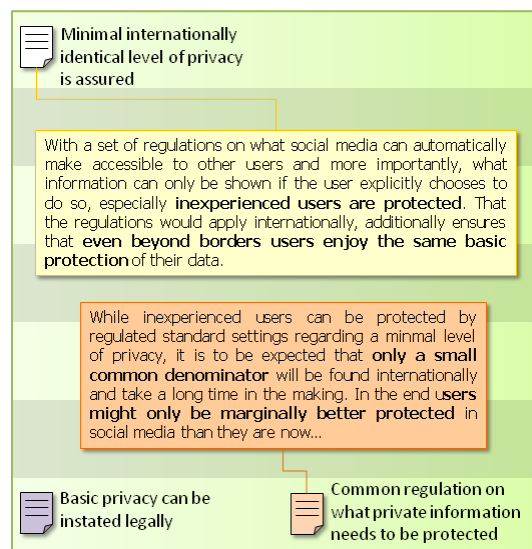 Minimal internationally
identical level of privacy
is assured
With a set of regulations on what social media can automatically
make accessible to other users and more importantly, what
information can only be shown if the user explicitly chooses to
do so, especially inexperienced users are protected. That
the regulations would apply internationally, additionally ensures
that even beyond borders users enjoy the same basic
protection of their data.
While inexperienced users can be protected by
regulated standard settings regarding a minmal level
of privacy, it is to be expected that only a small
common denominator will be found internationally
and take a long time in the making. In the end users
might only be marginally better protected in
social media than they are now...
Basic privacy can be
instated legally
Common regulation on
what private information
needs to be protected